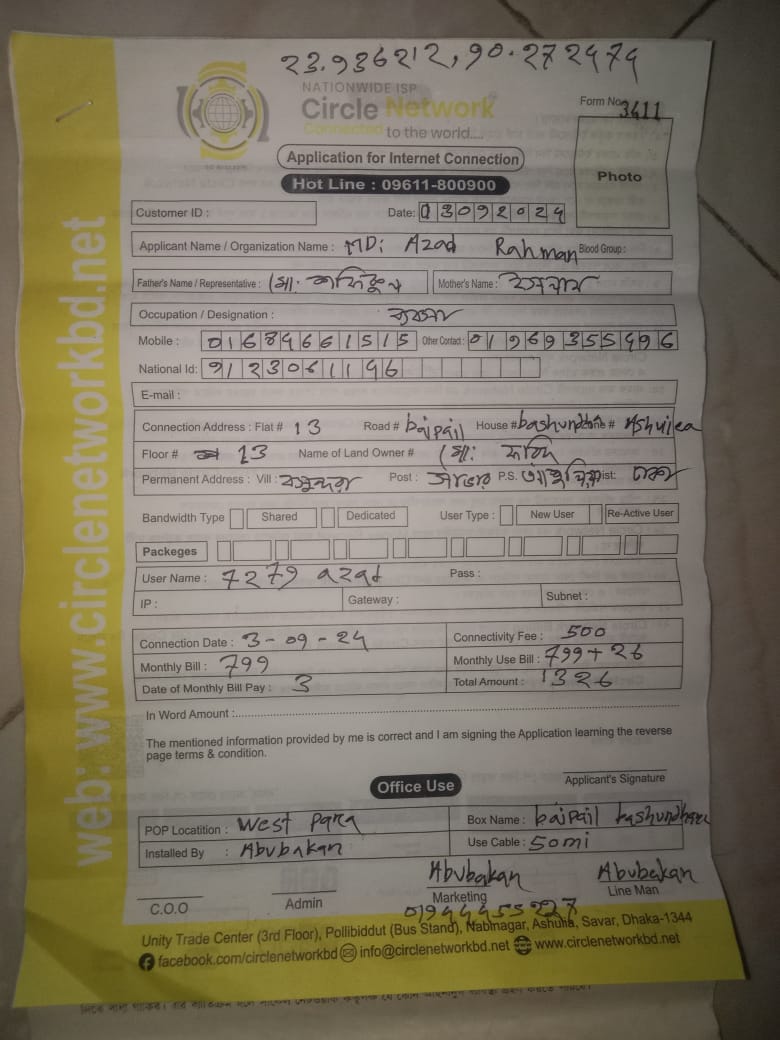 23.936212, 90.272474
NATIONWIDE ISP
Circle Network
Connected to the world....
Form No: 3411
Application for Internet Connection
Photo
Hot Line : 09611-800900
Customer ID :
Date: 03092024
Applicant Name / Organization Name : MD: Azad Rahman Blood Group :
Father's Name / Representative : মো: Mother's Name :
Occupation / Designation :
Mobile : 01684661515 Other Contact : 01969355496
National Id: 9123061146
E-mail :
Connection Address : Flat # 13 Road # baipail House # bashundhara Zone # Ashulea
Floor # 13 Name of Land Owner # মো:
Permanent Address : Vill : বসুন্ধরা Post : সাভার P.S. Dist: ঢাকা
Bandwidth Type Shared Dedicated User Type : New User Re-Active User
Packeges
User Name : 7279 azad Pass :
IP : Gateway : Subnet :
Connection Date : 3-09-24 Connectivity Fee : 500
Monthly Bill : 799 Monthly Use Bill : 799+26
Date of Monthly Bill Pay : 3 Total Amount : 1326
In Word Amount :
The mentioned information provided by me is correct and I am signing the Application learning the reverse
page terms & condition.
Applicant's Signature
Office Use
POP Locatition : West Para Box Name : baipail bashundhara
Installed By : Abubakan Use Cable : 50mi
Abubakan Abubakan
C.O.O Admin Marketing Line Man
01944455227
Unity Trade Center (3rd Floor), Pollibiddut (Bus Stand), Nabinagar, Ashulia, Savar, Dhaka-1344
facebook.com/circlenetworkbd info@circlenetworkbd.net www.circlenetworkbd.net
web: www.circlenetworkbd.net